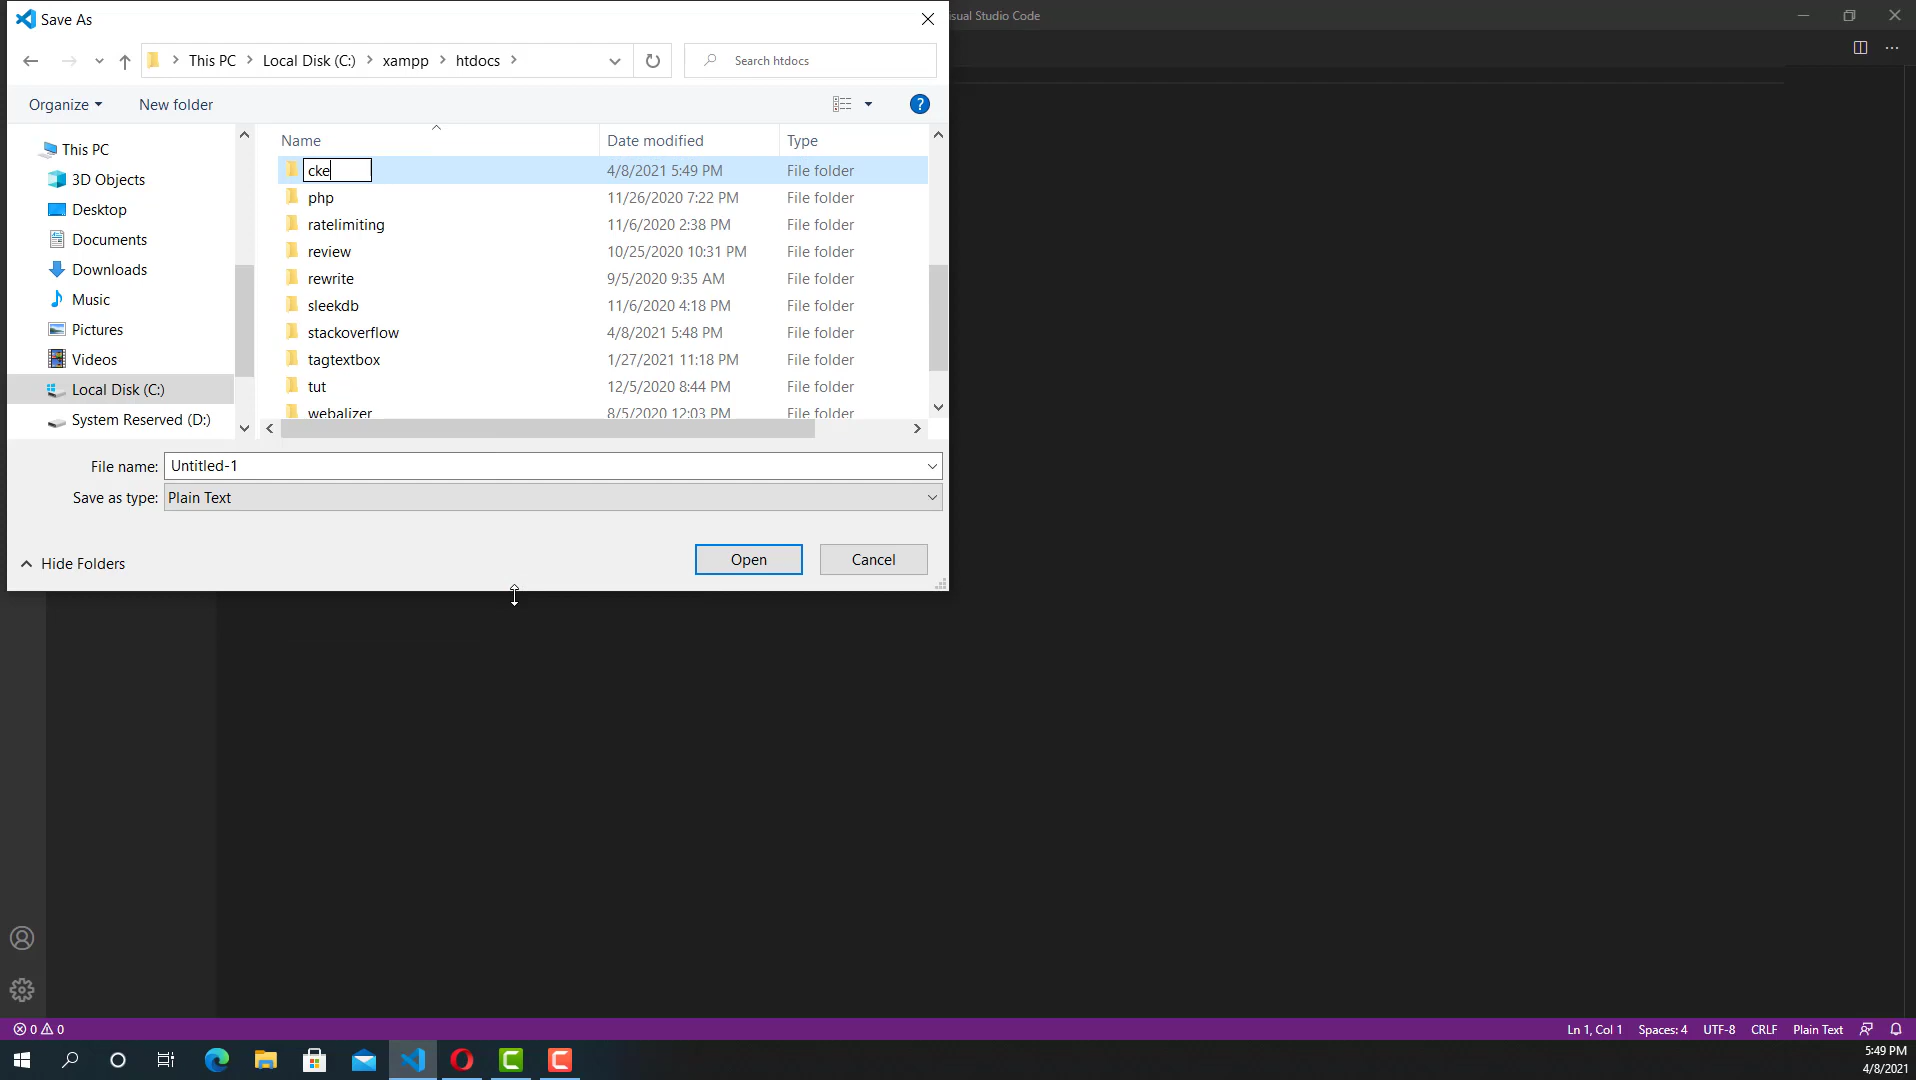 Save As
sual Studio Code
This PC Local Disk (C:) xampp htdocs
Search htdocs
Organize
New folder
?
Name Date modified Type
This PC
3D Objects
Desktop
Documents
Downloads
Music
Pictures
Videos
Local Disk (C:)
System Reserved (D:)
cke 4/8/2021 5:49 PM File folder
php 11/26/2020 7:22 PM File folder
ratelimiting 11/6/2020 2:38 PM File folder
review 10/25/2020 10:31 PM File folder
rewrite 9/5/2020 9:35 AM File folder
sleekdb 11/6/2020 4:18 PM File folder
stackoverflow 4/8/2021 5:48 PM File folder
tagtextbox 1/27/2021 11:18 PM File folder
tut 12/5/2020 8:44 PM File folder
webalizer 8/5/2020 12:03 PM File folder
File name: Untitled-1
Save as type: Plain Text
Hide Folders
Open
Cancel
0 0
Ln 1, Col 1 Spaces: 4 UTF-8 CRLF Plain Text
5:49 PM
4/8/2021